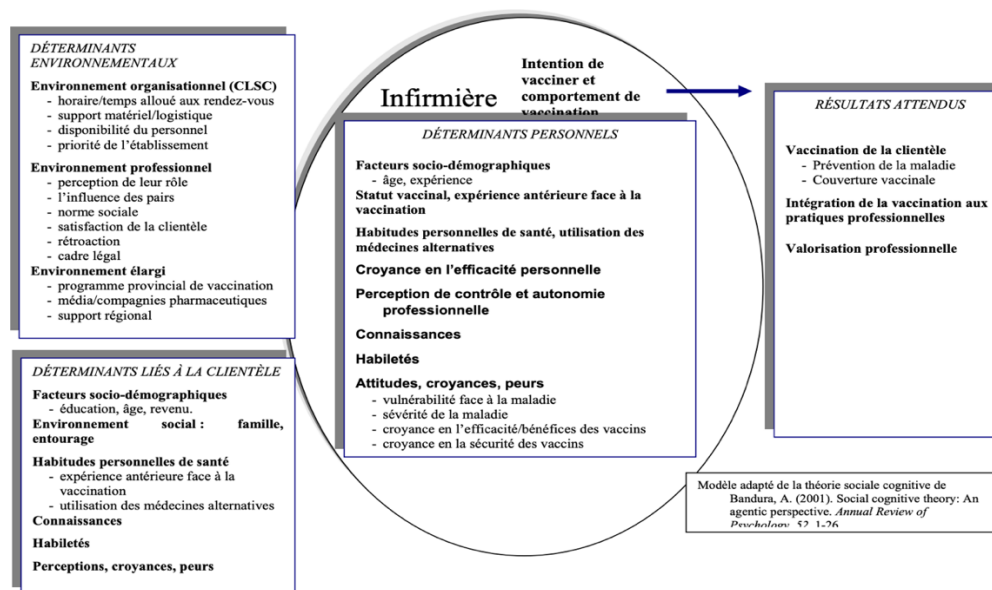 DÉTERMINANTS
ENVIRONNEMENTAUX
Environnement organisationnel (CLSC)
- horaire/temps alloué aux rendez-vous
- support matériel/logistique
- disponibilité du personnel
- priorité de l'établissement
Environnement professionnel
- perception de leur rôle
- l'influence des pairs
- norme sociale
- satisfaction de la clientèle
- rétroaction
- cadre légal
Environnement élargi
- programme provincial de vaccination
- média/compagnies pharmaceutiques
- support régional
DÉTERMINANTS LIÉS À LA CLIENTÈLE
Facteurs socio-démographiques
- éducation, âge, revenu.
Environnement social : famille,
entourage
Habitudes personnelles de santé
- expérience antérieure face à la
vaccination
- utilisation des médecines alternatives
Connaissances
Habiletés
Perceptions, croyances, peurs
Infirmière
Intention de
vacciner et
comportement de
vaccination
DÉTERMINANTS PERSONNELS
Facteurs socio-démographiques
- âge, expérience
Statut vaccinal, expérience antérieure face à la
vaccination
Habitudes personnelles de santé, utilisation des
médecines alternatives
Croyance en l'efficacité personnelle
Perception de contrôle et autonomie
professionnelle
Connaissances
Habiletés
Attitudes, croyances, peurs
- vulnérabilité face à la maladie
- sévérité de la maladie
- croyance en l'efficacité/bénéfices des vaccins
- croyance en la sécurité des vaccins
RÉSULTATS ATTENDUS
Vaccination de la clientèle
- Prévention de la maladie
- Couverture vaccinale
Intégration de la vaccination aux
pratiques professionnelles
Valorisation professionnelle
Modèle adapté de la théorie sociale cognitive de
Bandura, A. (2001). Social cognitive theory: An
agentic perspective. Annual Review of
Psychology, 52, 1-26